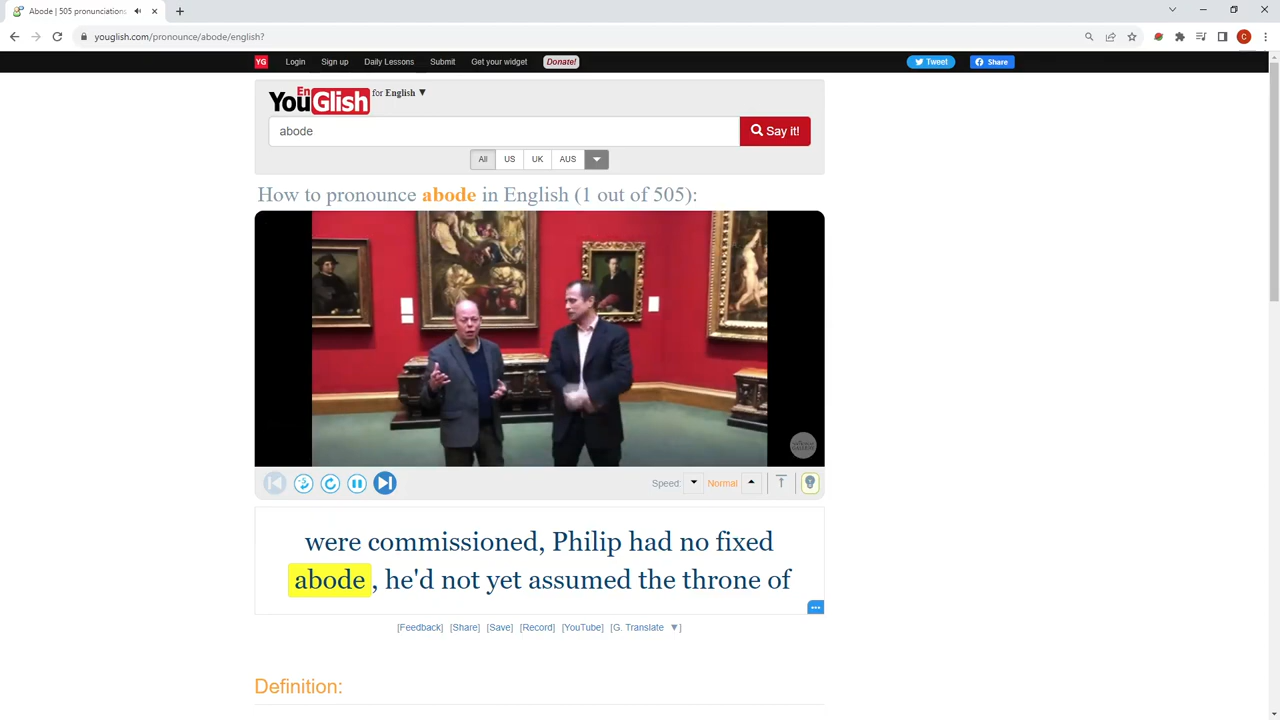 Abode | 505 pronunciations
youglish.com/pronounce/abode/english?
C
YG Login Sign up Daily Lessons Submit Get your widget Donate! Tweet Share
YouGlish En for English ▼
abode Say it!
All US UK AUS
How to pronounce abode in English (1 out of 505):
5 Speed: Normal
were commissioned, Philip had no fixed
abode, he'd not yet assumed the throne of
[Feedback] [Share] [Save] [Record] [YouTube] [G. Translate ▼]
Definition: